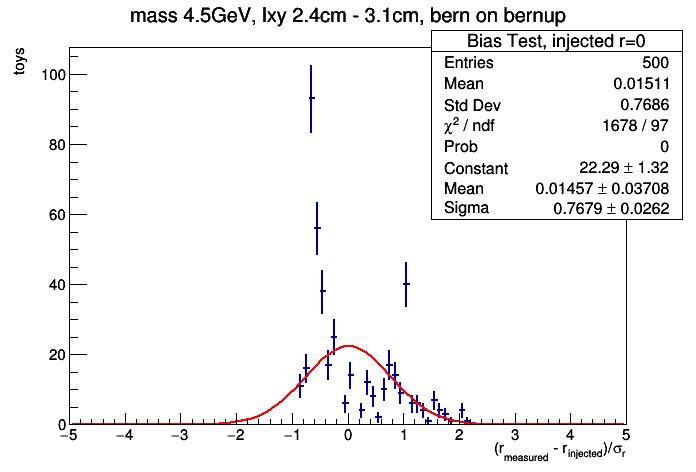 mass 4.5GeV, lxy 2.4cm - 3.1cm, bern on bernup
toys
Bias Test, injected r=0
Entries 500
Mean 0.01511
Std Dev 0.7686
χ² / ndf 1678 / 97
Prob 0
Constant 22.29 ± 1.32
Mean 0.01457 ± 0.03708
Sigma 0.7679 ± 0.0262
100
80
60
40
20
0
−5 −4 −3 −2 −1 0 1 2 3 4 5
(r_measured - r_injected)/σ_r